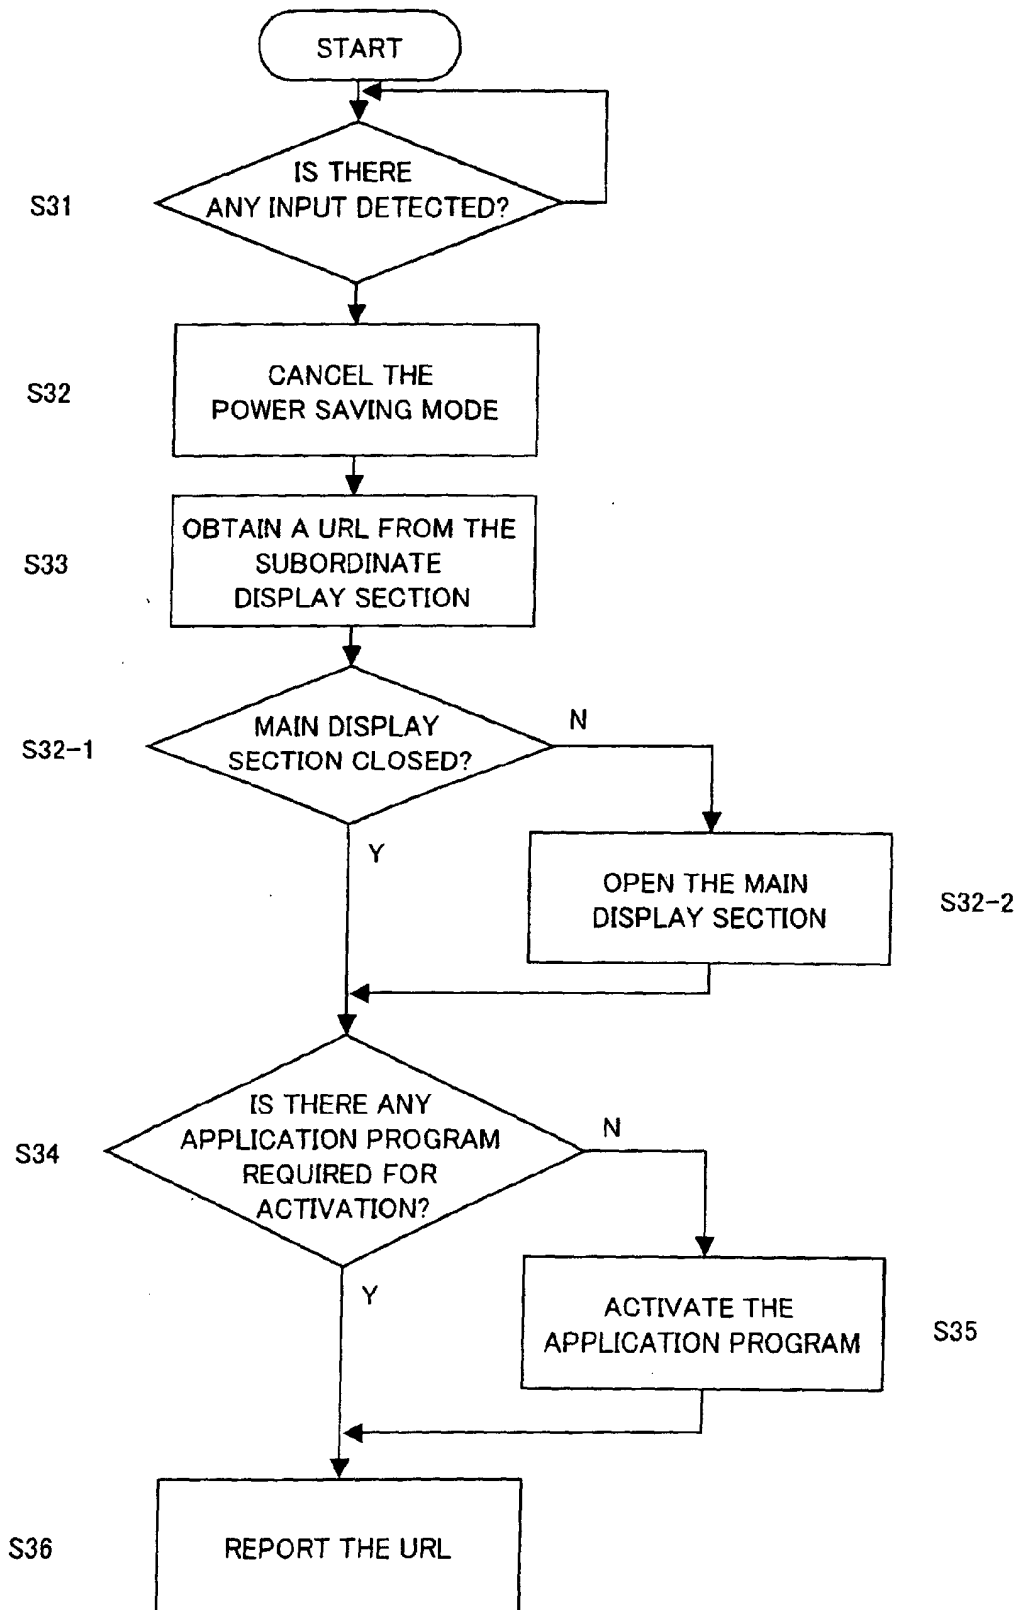 START
IS THERE
ANY INPUT DETECTED?
S31
CANCEL THE
POWER SAVING MODE
S32
OBTAIN A URL FROM THE
SUBORDINATE
DISPLAY SECTION
S33
MAIN DISPLAY
SECTION CLOSED?
S32-1
N
Y
OPEN THE MAIN
DISPLAY SECTION
S32-2
IS THERE ANY
APPLICATION PROGRAM
REQUIRED FOR
ACTIVATION?
S34
N
Y
ACTIVATE THE
APPLICATION PROGRAM
S35
REPORT THE URL
S36